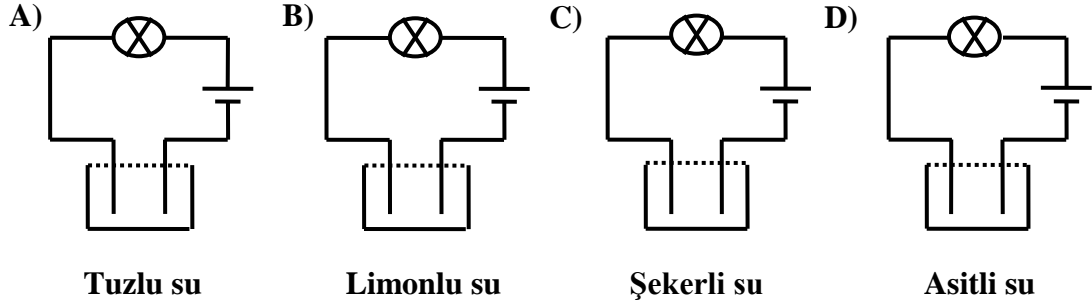 A) B) C) D)
Tuzlu su Limonlu su Şekerli su Asitli su